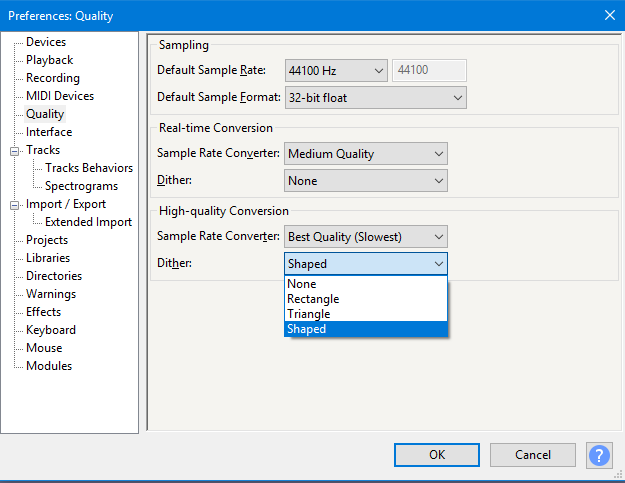 Preferences: Quality
Devices
Playback
Recording
MIDI Devices
Quality
Interface
Tracks
Tracks Behaviors
Spectrograms
Import / Export
Extended Import
Projects
Libraries
Directories
Warnings
Effects
Keyboard
Mouse
Modules
Sampling
Default Sample Rate: 44100 Hz 44100
Default Sample Format: 32-bit float
Real-time Conversion
Sample Rate Converter: Medium Quality
Dither: None
High-quality Conversion
Sample Rate Converter: Best Quality (Slowest)
Dither: Shaped
None
Rectangle
Triangle
Shaped
OK Cancel ?